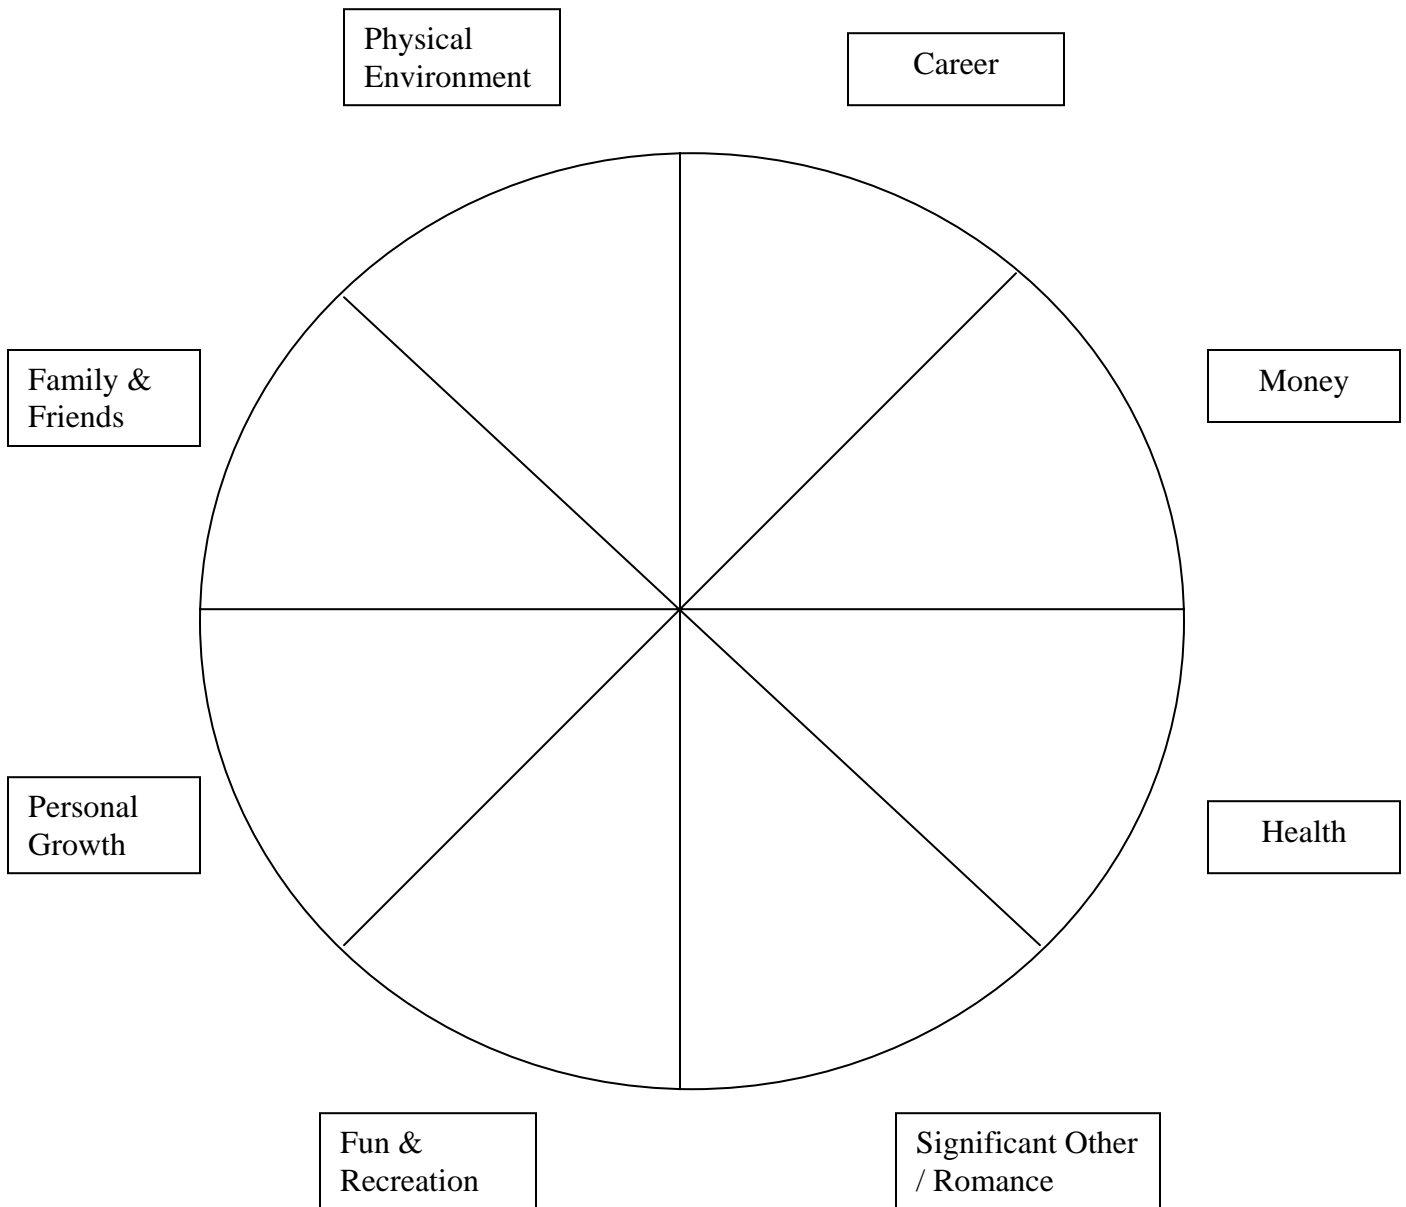 Physical
Environment
Career
Family &
Friends
Money
Personal
Growth
Health
Fun &
Recreation
Significant Other
/ Romance